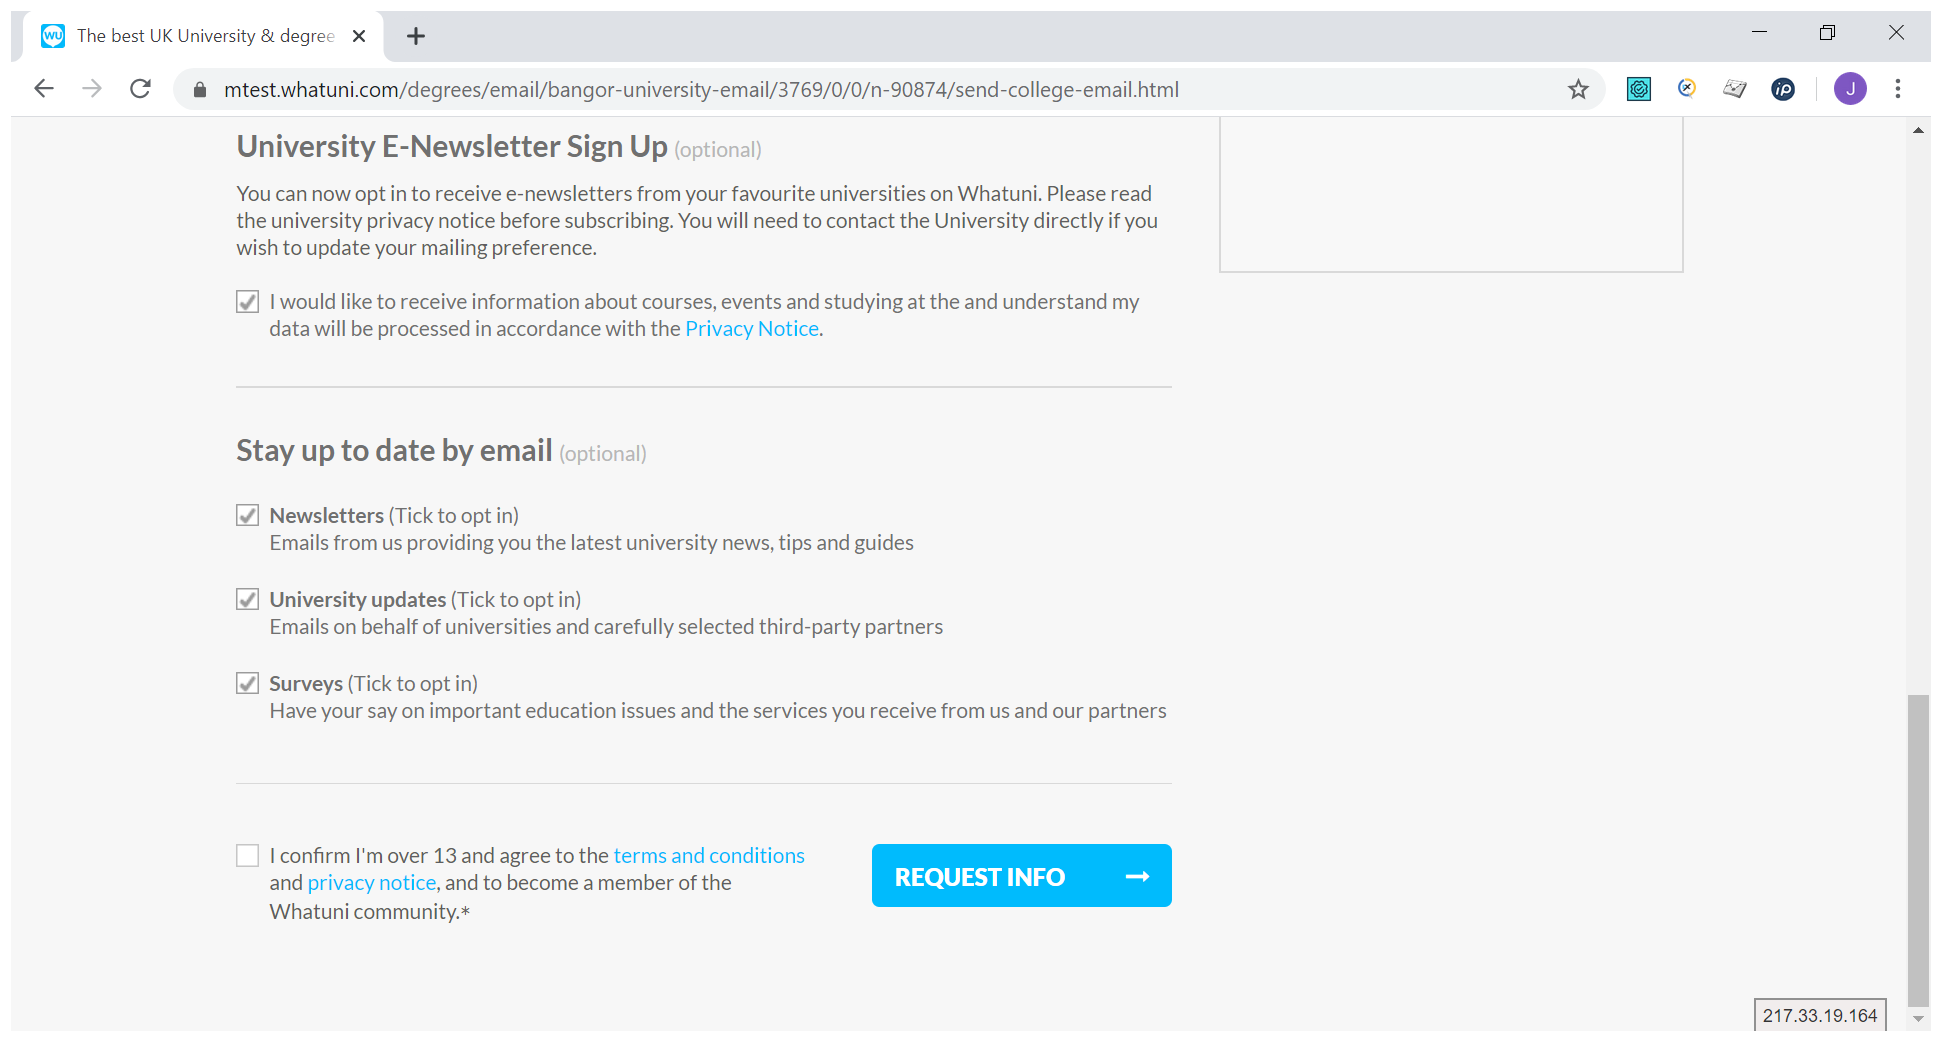 WU The best UK University & degree
mtest.whatuni.com/degrees/email/bangor-university-email/3769/0/0/n-90874/send-college-email.html
iP
J
University E-Newsletter Sign Up (optional)
You can now opt in to receive e-newsletters from your favourite universities on Whatuni. Please read
the university privacy notice before subscribing. You will need to contact the University directly if you
wish to update your mailing preference.
I would like to receive information about courses, events and studying at the and understand my
data will be processed in accordance with the Privacy Notice.
Stay up to date by email (optional)
Newsletters (Tick to opt in)
Emails from us providing you the latest university news, tips and guides
University updates (Tick to opt in)
Emails on behalf of universities and carefully selected third-party partners
Surveys (Tick to opt in)
Have your say on important education issues and the services you receive from us and our partners
I confirm I'm over 13 and agree to the terms and conditions
and privacy notice, and to become a member of the
Whatuni community.*
REQUEST INFO
217.33.19.164